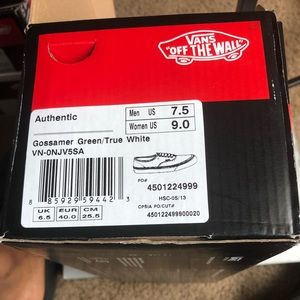 VANS
"OFF THE WALL"
Authentic
Men US 7.5
Women US 9.0
Gossamer Green/True White
VN-0NJV5SA
PO#
4501224999
HSC-05/13
OPSIA PO/CUT#
450122499900020
8 85929 59442 3
UK 6.5 EUR 40.0 CM 25.5